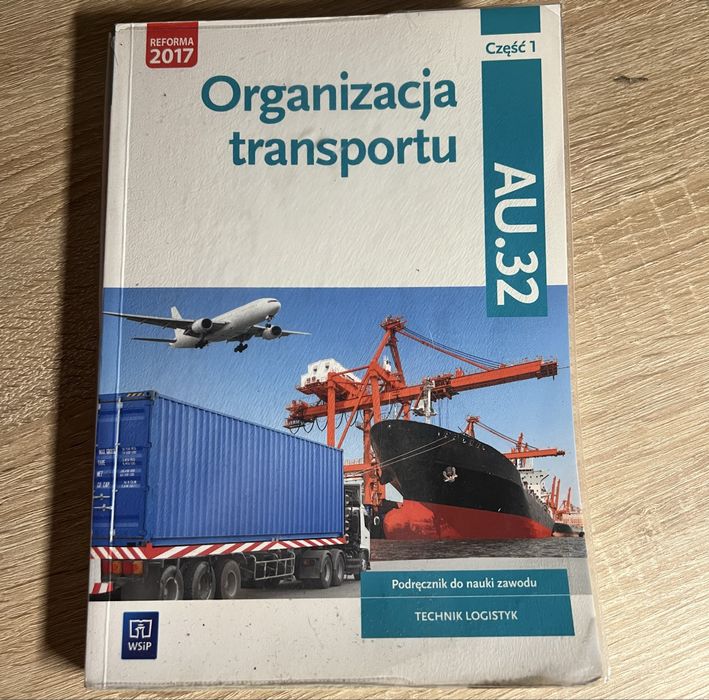 REFORMA
2017
Część 1
Organizacja
transportu
AU.32
Podręcznik do nauki zawodu
TECHNIK LOGISTYK
WSiP